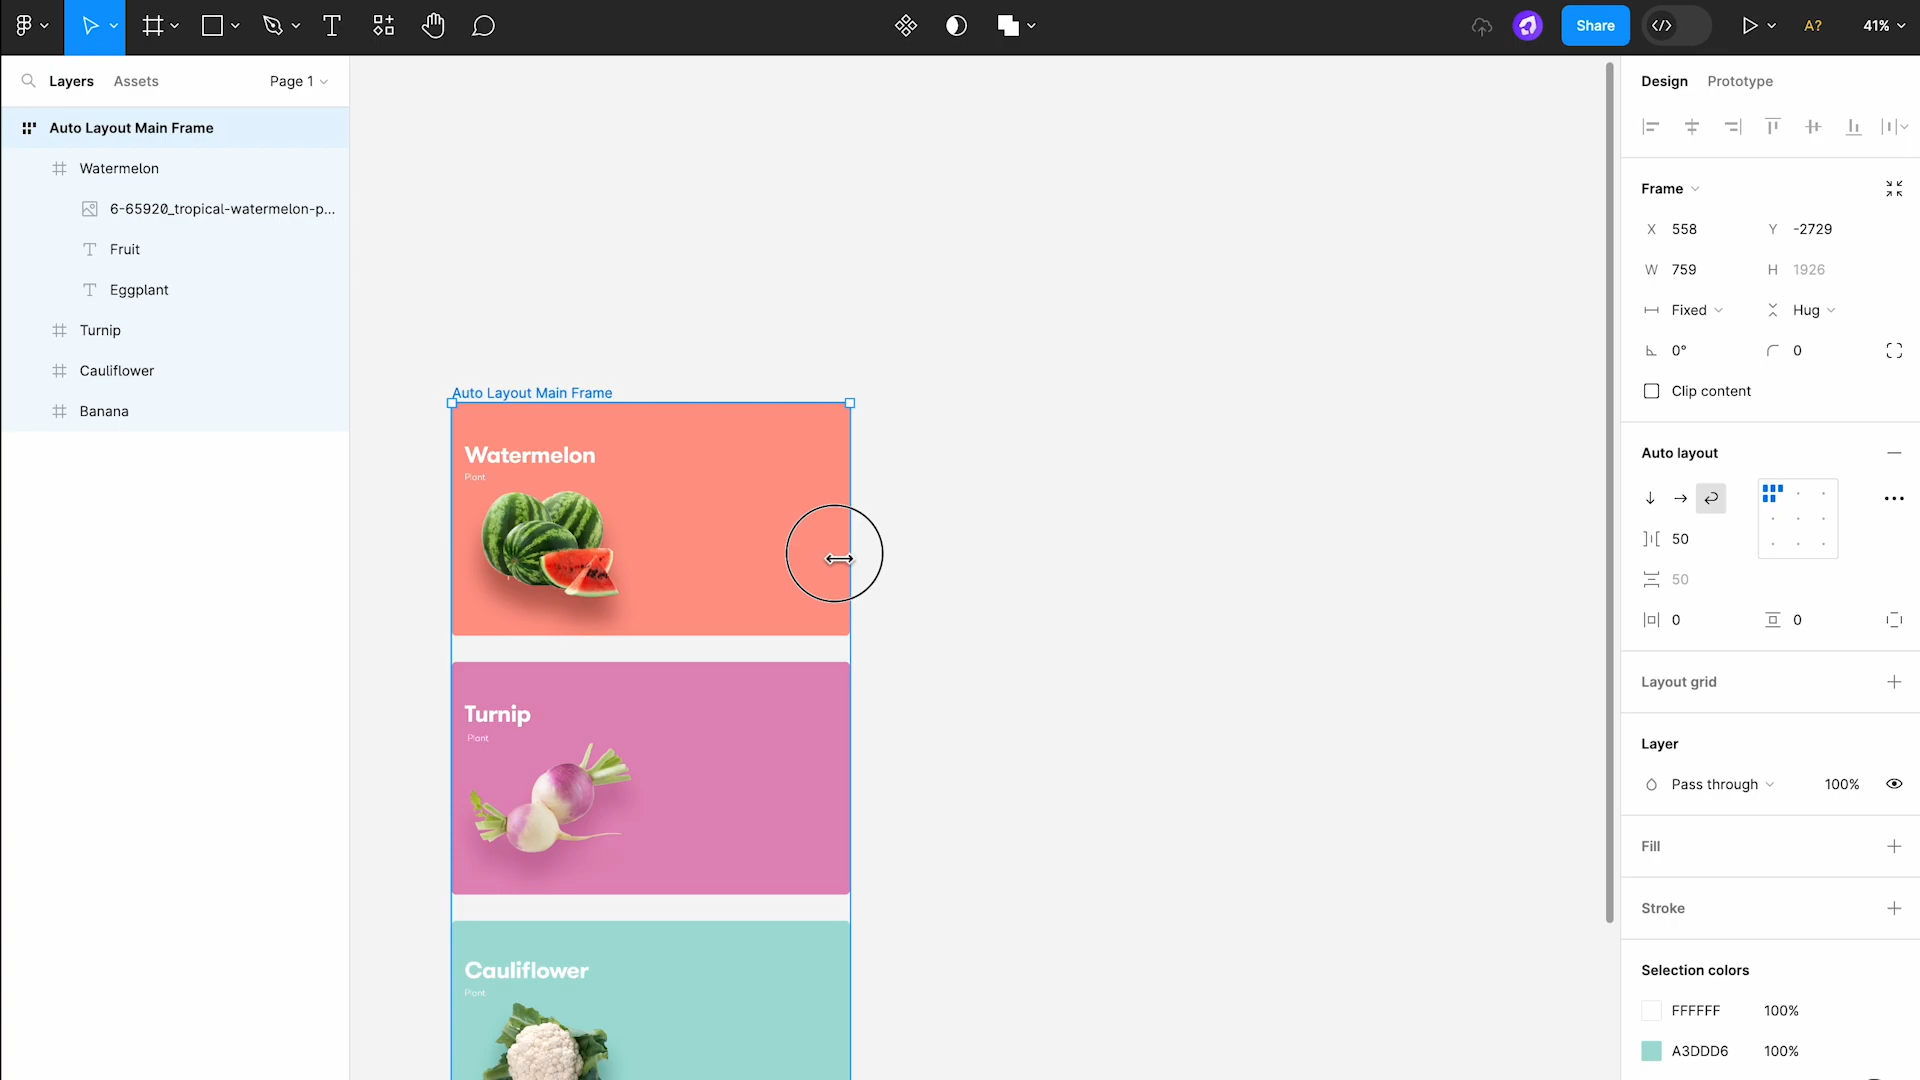 Share
A?
41%
Layers
Assets
Page 1
Auto Layout Main Frame
Watermelon
6-65920_tropical-watermelon-p...
Fruit
Eggplant
Turnip
Cauliflower
Banana
Auto Layout Main Frame
Watermelon
Plant
Turnip
Plant
Cauliflower
Plant
Design
Prototype
Frame
X 558
Y -2729
W 759
H 1926
Fixed
Hug
0°
0
Clip content
Auto layout
50
50
0
0
Layout grid
Layer
Pass through
100%
Fill
Stroke
Selection colors
FFFFFF
100%
A3DDD6
100%